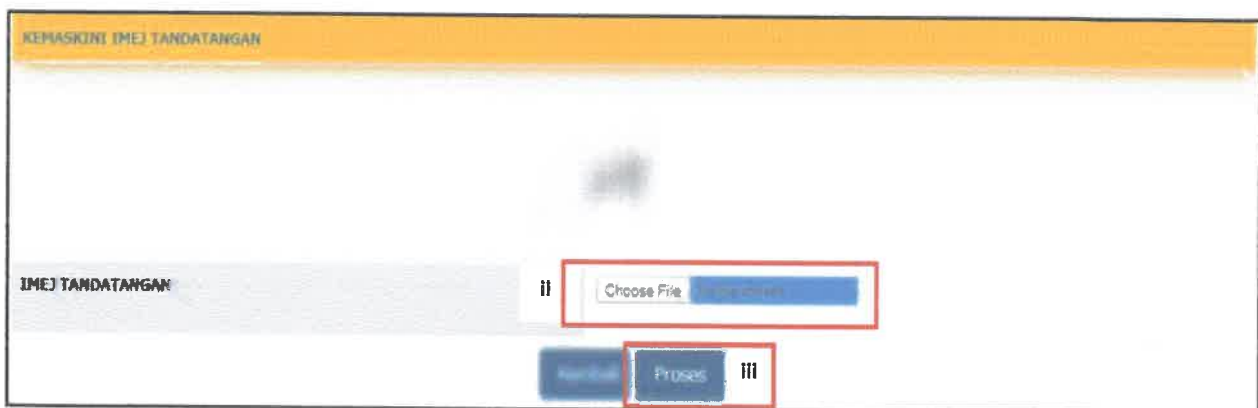 KEMASKINI IMEJ TANDATANGAN
IMEJ TANDATANGAN
ii
Choose File
Proses
iii